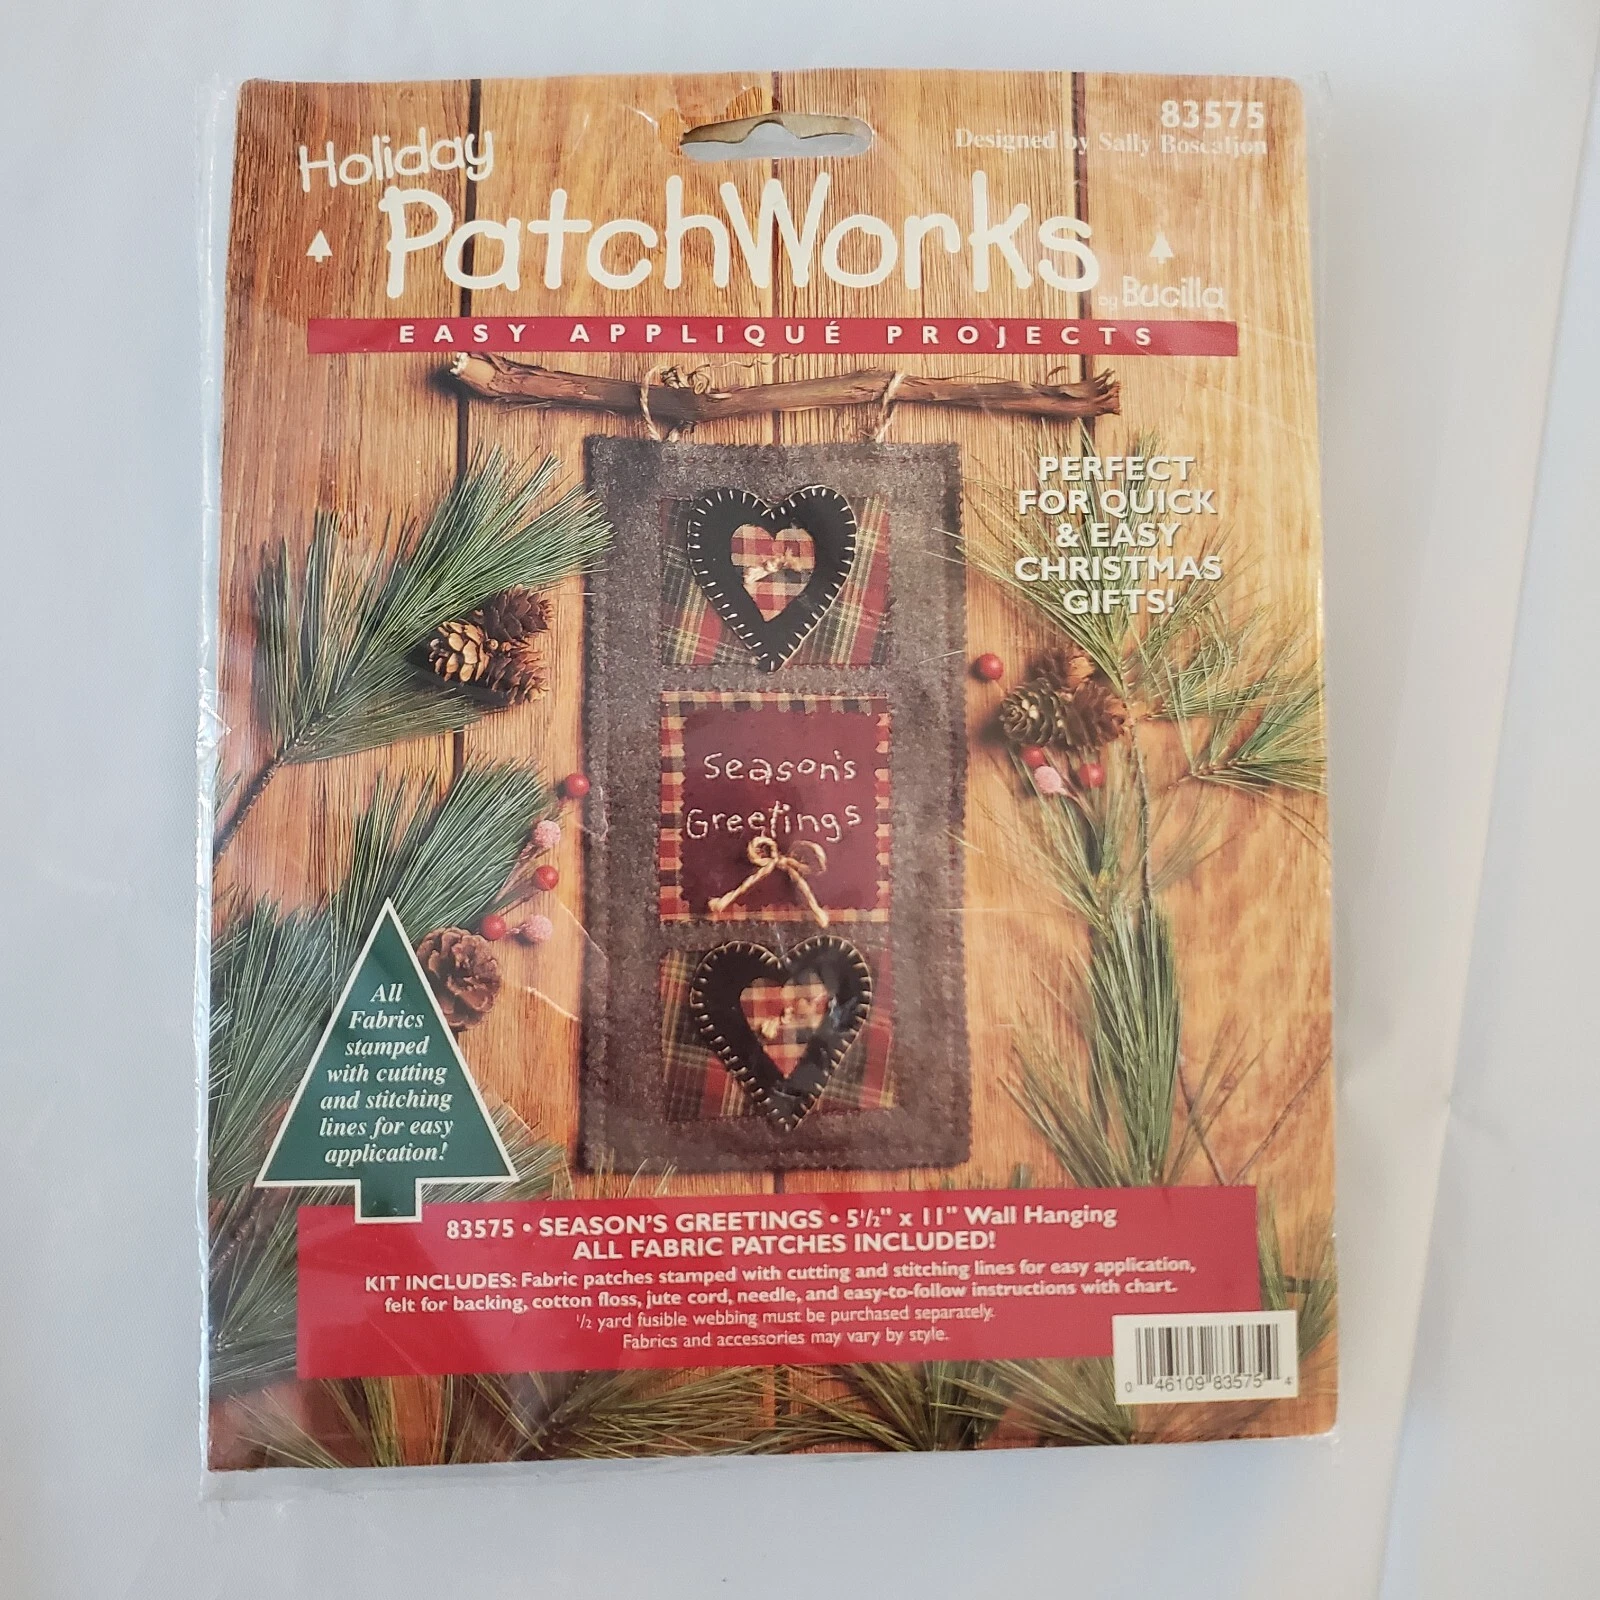 83575
Designed by Sally Boscaljon
Holiday
PatchWorks
by Bucilla
EASY APPLIQUÉ PROJECTS
PERFECT
FOR QUICK
& EASY
CHRISTMAS
GIFTS!
Season's
Greetings
All
Fabrics
stamped
with cutting
and stitching
lines for easy
application!
83575 • SEASON'S GREETINGS • 5½" x 11" Wall Hanging
ALL FABRIC PATCHES INCLUDED!
KIT INCLUDES: Fabric patches stamped with cutting and stitching lines for easy application,
felt for backing, cotton floss, jute cord, needle, and easy-to-follow instructions with chart.
½ yard fusible webbing must be purchased separately.
Fabrics and accessories may vary by style.
0 46109 83575 4